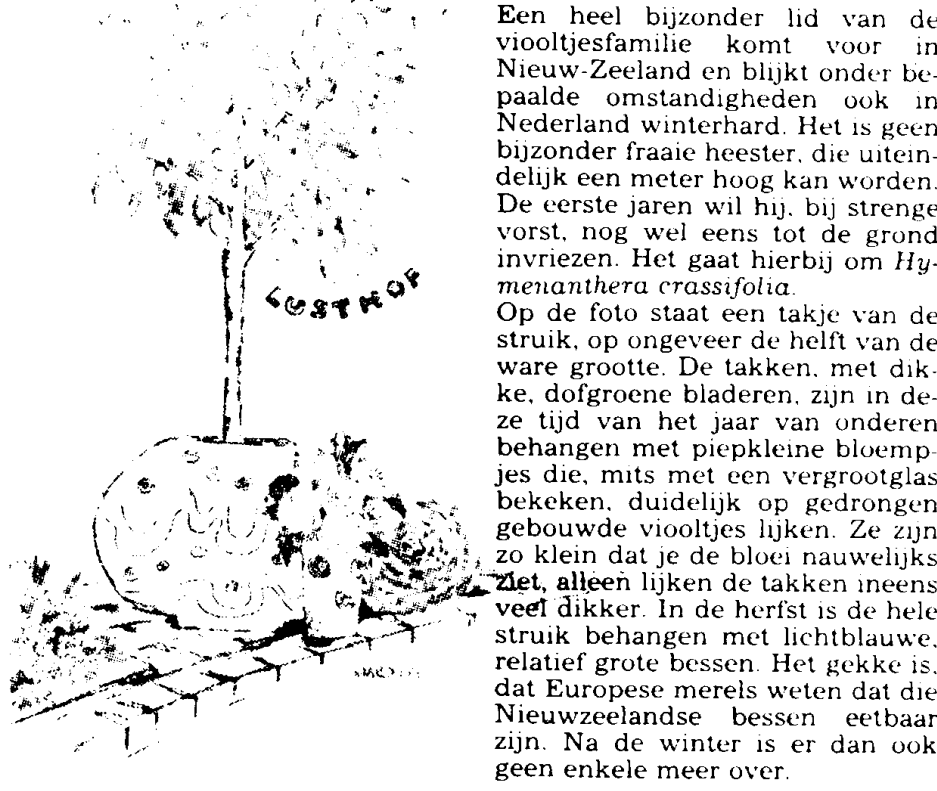 LUSTHOF
Een heel bijzonder lid van de
viooltjesfamilie komt voor in
Nieuw-Zeeland en blijkt onder be-
paalde omstandigheden ook in
Nederland winterhard. Het is geen
bijzonder fraaie heester, die uitein-
delijk een meter hoog kan worden.
De eerste jaren wil hij, bij strenge
vorst, nog wel eens tot de grond
invriezen. Het gaat hierbij om Hy-
menanthera crassifolia.
Op de foto staat een takje van de
struik, op ongeveer de helft van de
ware grootte. De takken, met dik-
ke, dofgroene bladeren, zijn in de-
ze tijd van het jaar van onderen
behangen met piepkleine bloemp-
jes die, mits met een vergrootglas
bekeken, duidelijk op gedrongen
gebouwde viooltjes lijken. Ze zijn
zo klein dat je de bloei nauwelijks
ziet, alleen lijken de takken ineens
veel dikker. In de herfst is de hele
struik behangen met lichtblauwe,
relatief grote bessen. Het gekke is,
dat Europese merels weten dat die
Nieuwzeelandse bessen eetbaar
zijn. Na de winter is er dan ook
geen enkele meer over.